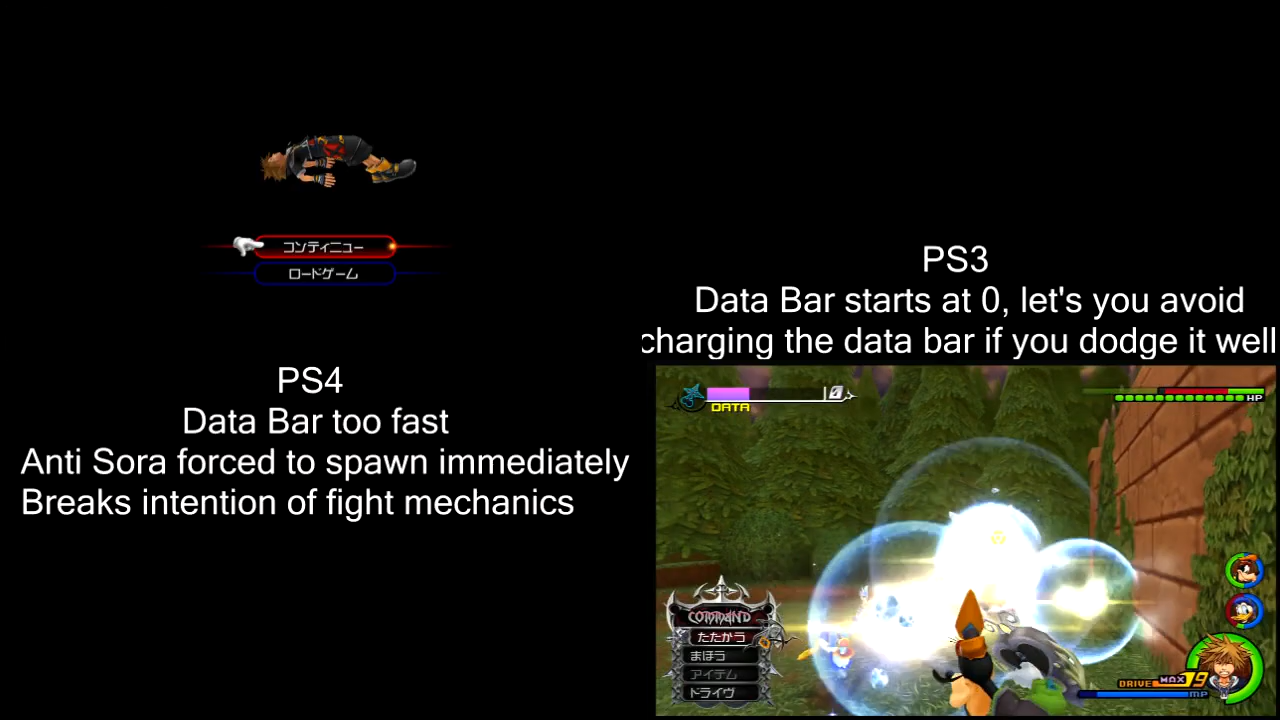 コンティニュー
ロードゲーム
PS4
Data Bar too fast
Anti Sora forced to spawn immediately
Breaks intention of fight mechanics
PS3
Data Bar starts at 0, let's you avoid
charging the data bar if you dodge it well
DATA
HP
COMMAND
たたかう
まほう
アイテム
ドライヴ
DRIVE MAX 9
MP